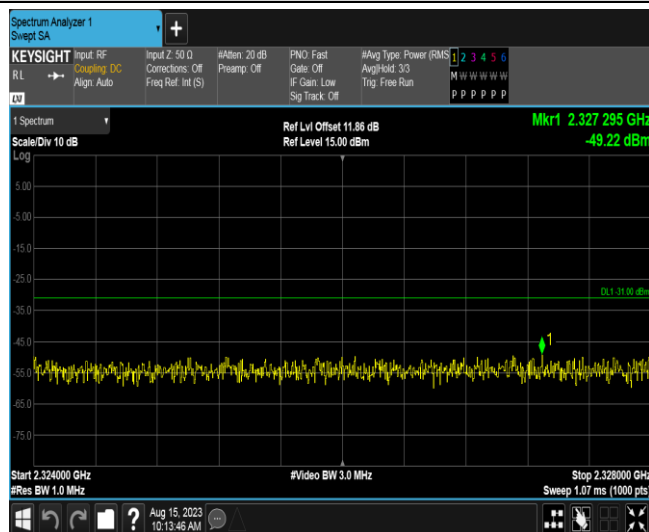 Spectrum Analyzer 1
Swept SA
+
KEYSIGHT
RL
LXI
Input: RF
Coupling: DC
Align: Auto
Input Z: 50 Ω
Corrections: Off
Freq Ref: Int (S)
#Atten: 20 dB
Preamp: Off
PNO: Fast
Gate: Off
IF Gain: Low
Sig Track: Off
#Avg Type: Power (RMS
Avg|Hold: 3/3
Trig: Free Run
1 2 3 4 5 6
M W W W W W
P P P P P P
1 Spectrum
Scale/Div 10 dB
Log
Ref Lvl Offset 11.86 dB
Ref Level 15.00 dBm
Mkr1 2.327 295 GHz
-49.22 dBm
5.00
-5.00
-15.0
-25.0
DL1 -31.00 dBm
-35.0
-45.0
1
-55.0
-65.0
-75.0
Start 2.324000 GHz
#Res BW 1.0 MHz
#Video BW 3.0 MHz
Stop 2.328000 GHz
Sweep 1.07 ms (1000 pts)
?
Aug 15, 2023
10:13:46 AM